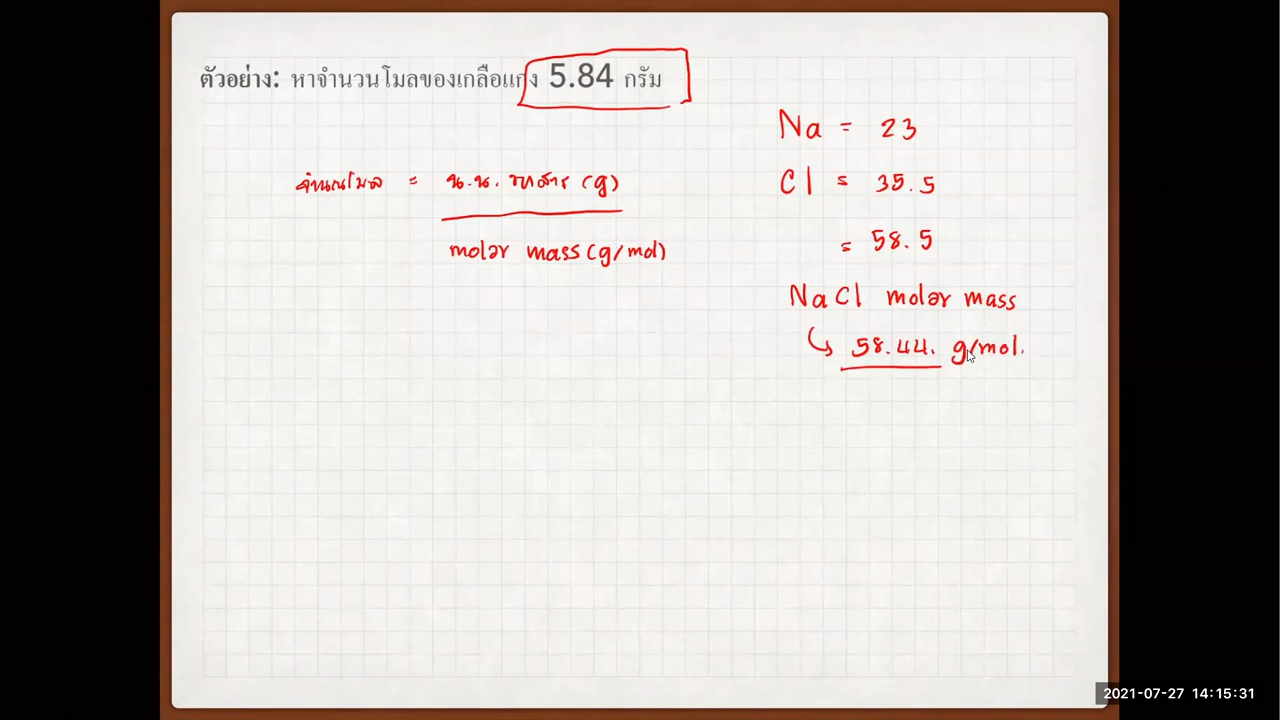 ตัวอย่าง: หาจำนวนโมลของเกลือแกง 5.84 กรัม
จำนวนโมล = น.น. ของสาร (g)
molar mass (g/mol)
Na = 23
Cl = 35.5
= 58.5
NaCl molar mass
58.44. g/mol.
2021-07-27 14:15:31